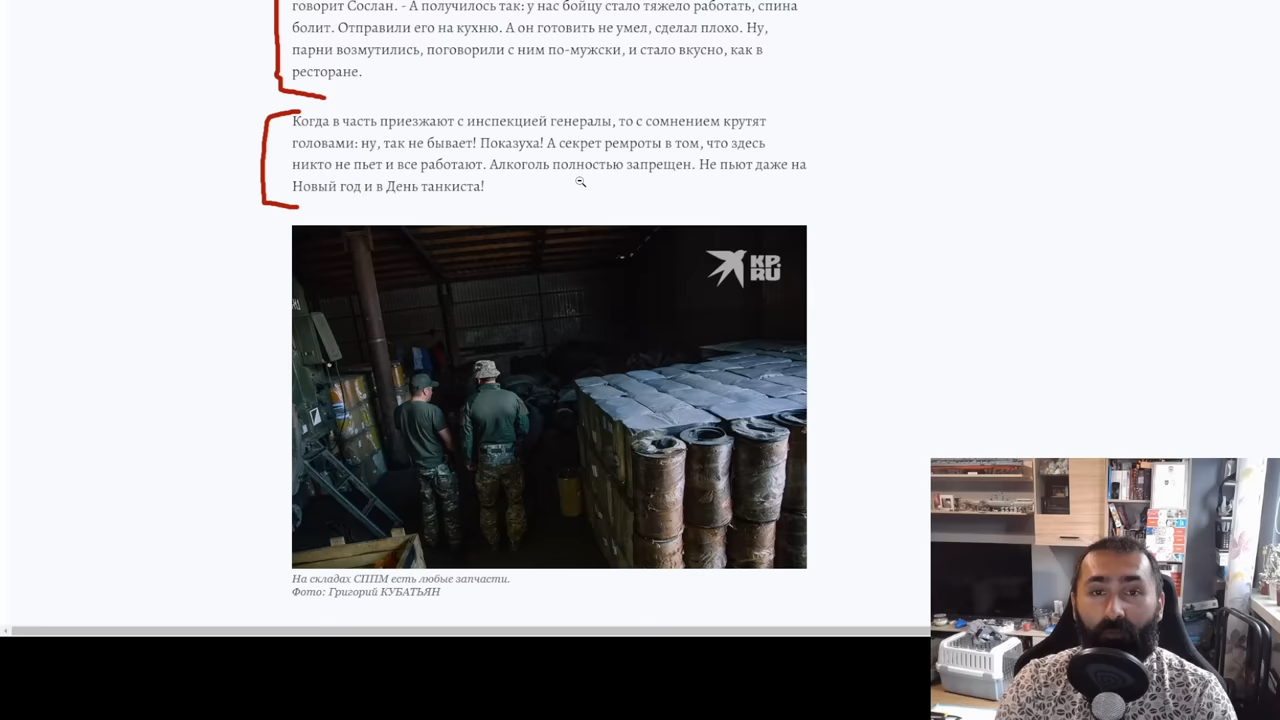 говорит Сослан. - А получилось так: у нас бойцу стало тяжело работать, спина
болит. Отправили его на кухню. А он готовить не умел, сделал плохо. Ну,
парни возмутились, поговорили с ним по-мужски, и стало вкусно, как в
ресторане.
Когда в часть приезжают с инспекцией генералы, то с сомнением крутят
головами: ну, так не бывает! Показуха! А секрет ремроты в том, что здесь
никто не пьет и все работают. Алкоголь полностью запрещен. Не пьют даже на
Новый год и в День танкиста!
KP.
RU
На складах СППМ есть любые запчасти.
Фото: Григорий КУБАТЬЯН